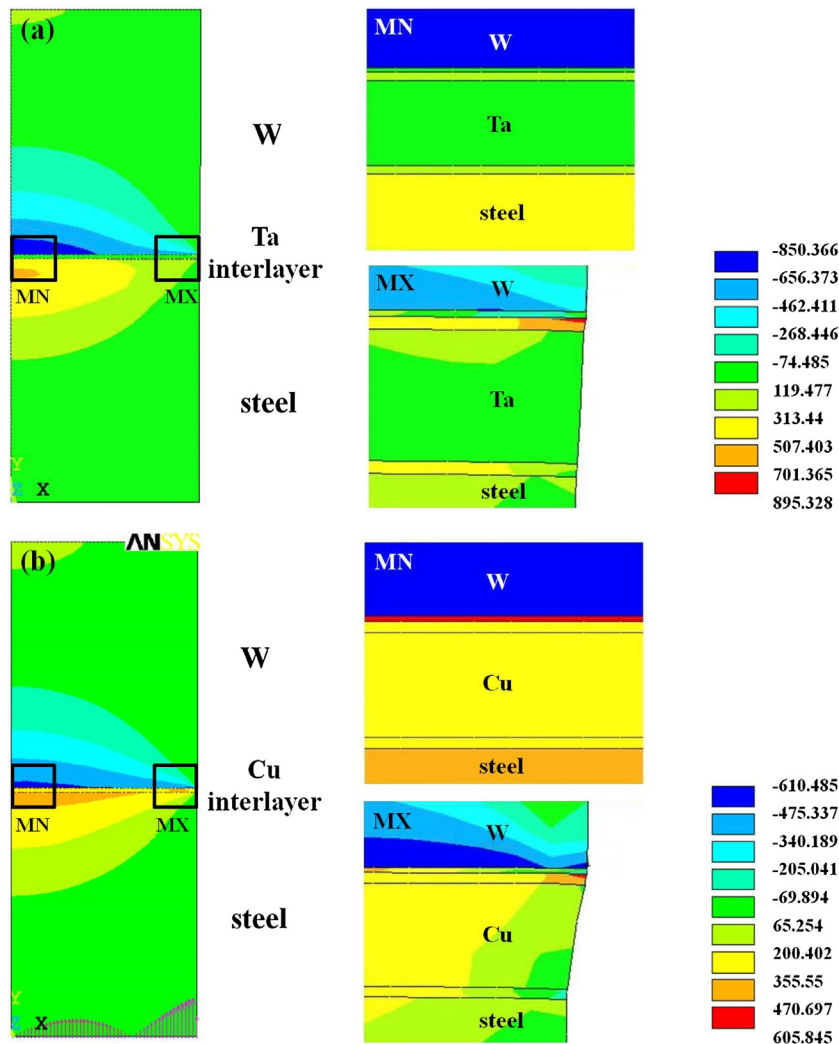 (a)
W
Ta
interlayer
MN
MX
steel
Y
Z X
MN
W
Ta
steel
MX
W
Ta
steel
-850.366
-656.373
-462.411
-268.446
-74.485
119.477
313.44
507.403
701.365
895.328
(b)
ANSYS
W
Cu
interlayer
MN
MX
steel
Y
Z X
MN
W
Cu
steel
MX
W
Cu
steel
-610.485
-475.337
-340.189
-205.041
-69.894
65.254
200.402
355.55
470.697
605.845